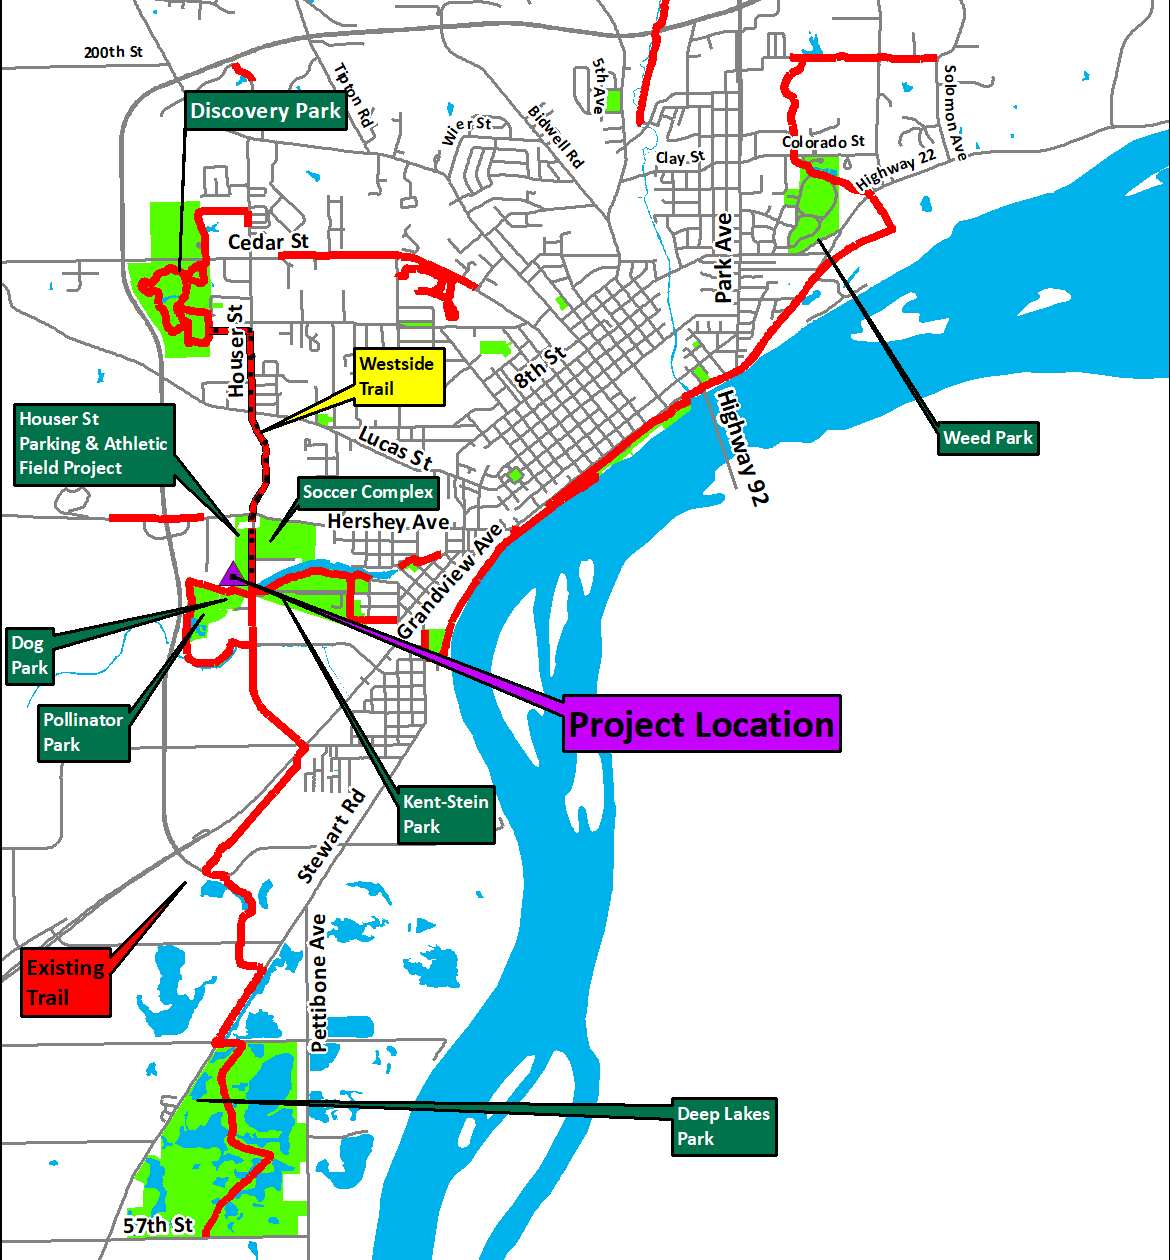 200th St
Tipton Rd
5th Ave
Solomon Ave
Discovery Park
Wier St
Bidwell Rd
Clay St
Colorado St
Highway 22
Cedar St
Park Ave
Houser St
Westside
Trail
8th St
Houser St
Parking & Athletic
Field Project
Lucas St
Highway 92
Weed Park
Soccer Complex
Hershey Ave
Grandview Ave
Dog
Park
Pollinator
Park
Project Location
Kent-Stein
Park
Stewart Rd
Existing
Trail
Pettibone Ave
Deep Lakes
Park
57th St